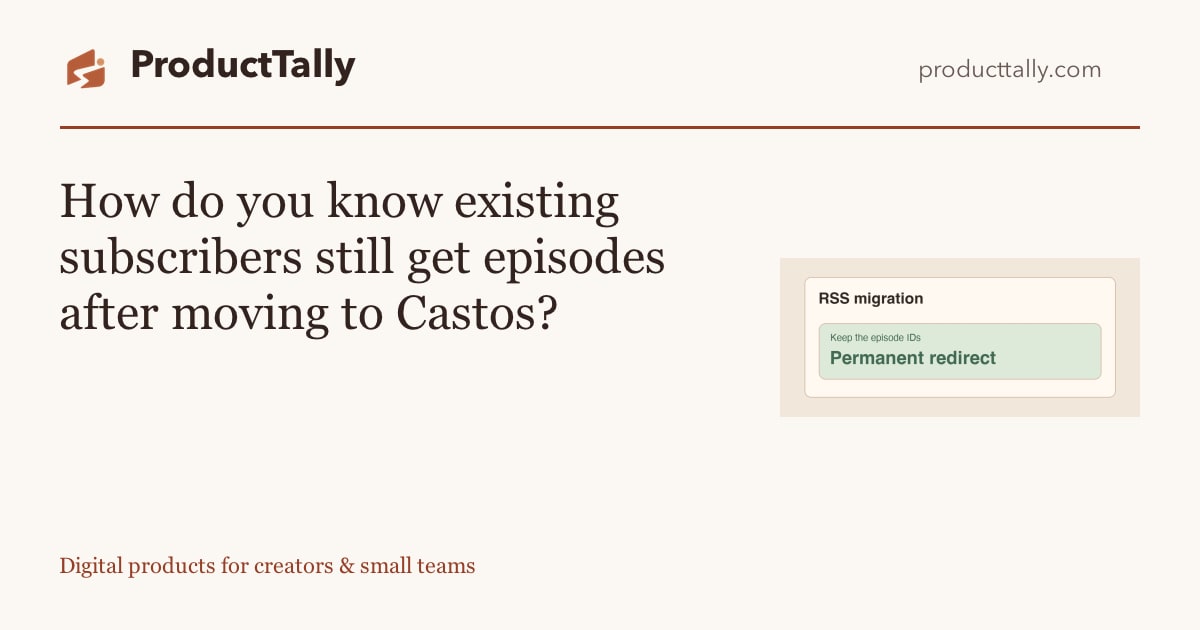 ProductTally
producttally.com
How do you know existing
subscribers still get episodes
after moving to Castos?
RSS migration
Keep the episode IDs
Permanent redirect
Digital products for creators & small teams